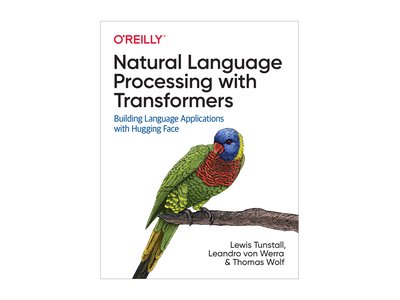 O'REILLY®
Natural Language
Processing with
Transformers
Building Language Applications
with Hugging Face
Lewis Tunstall,
Leandro von Werra
& Thomas Wolf